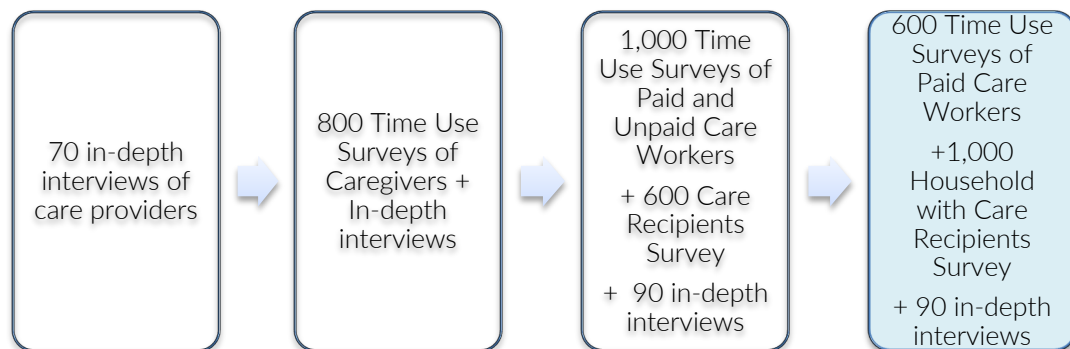 70 in-depth
interviews of
care providers
800 Time Use
Surveys of
Caregivers +
In-depth
interviews
1,000 Time
Use Surveys of
Paid and
Unpaid Care
Workers
+ 600 Care
Recipients
Survey
+ 90 in-depth
interviews
600 Time Use
Surveys of
Paid Care
Workers
+1,000
Household
with Care
Recipients
Survey
+ 90 in-depth
interviews